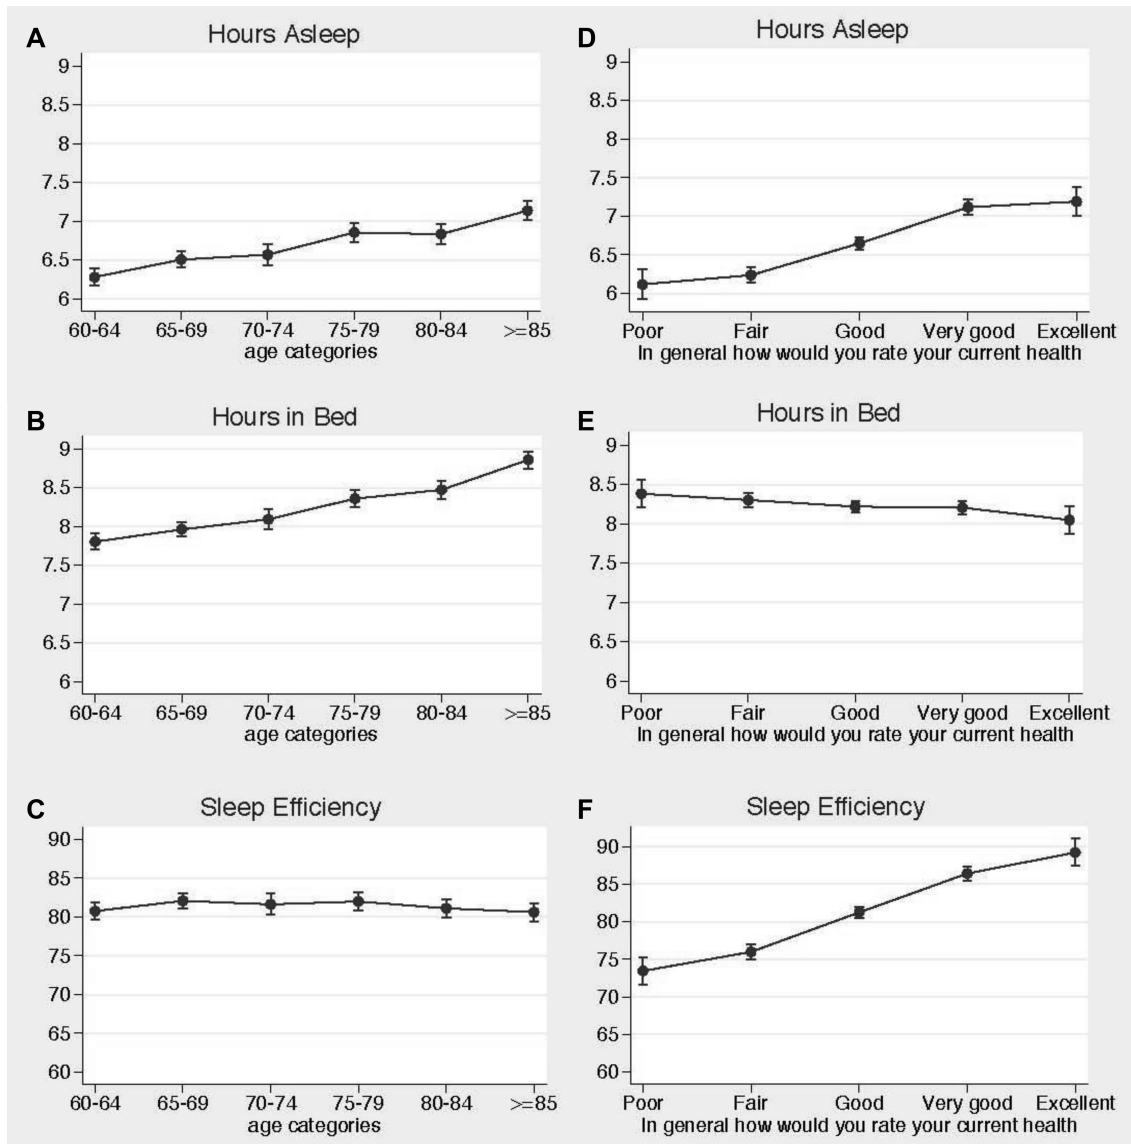 A
Hours Asleep
9
8.5
8
7.5
7
6.5
6
60-64 65-69 70-74 75-79 80-84 >=85
age categories
D
Hours Asleep
9
8.5
8
7.5
7
6.5
6
Poor Fair Good Very good Excellent
In general how would you rate your current health
B
Hours in Bed
9
8.5
8
7.5
7
6.5
6
60-64 65-69 70-74 75-79 80-84 >=85
age categories
E
Hours in Bed
9
8.5
8
7.5
7
6.5
6
Poor Fair Good Very good Excellent
In general how would you rate your current health
C
Sleep Efficiency
90
85
80
75
70
65
60
60-64 65-69 70-74 75-79 80-84 >=85
age categories
F
Sleep Efficiency
90
85
80
75
70
65
60
Poor Fair Good Very good Excellent
In general how would you rate your current health